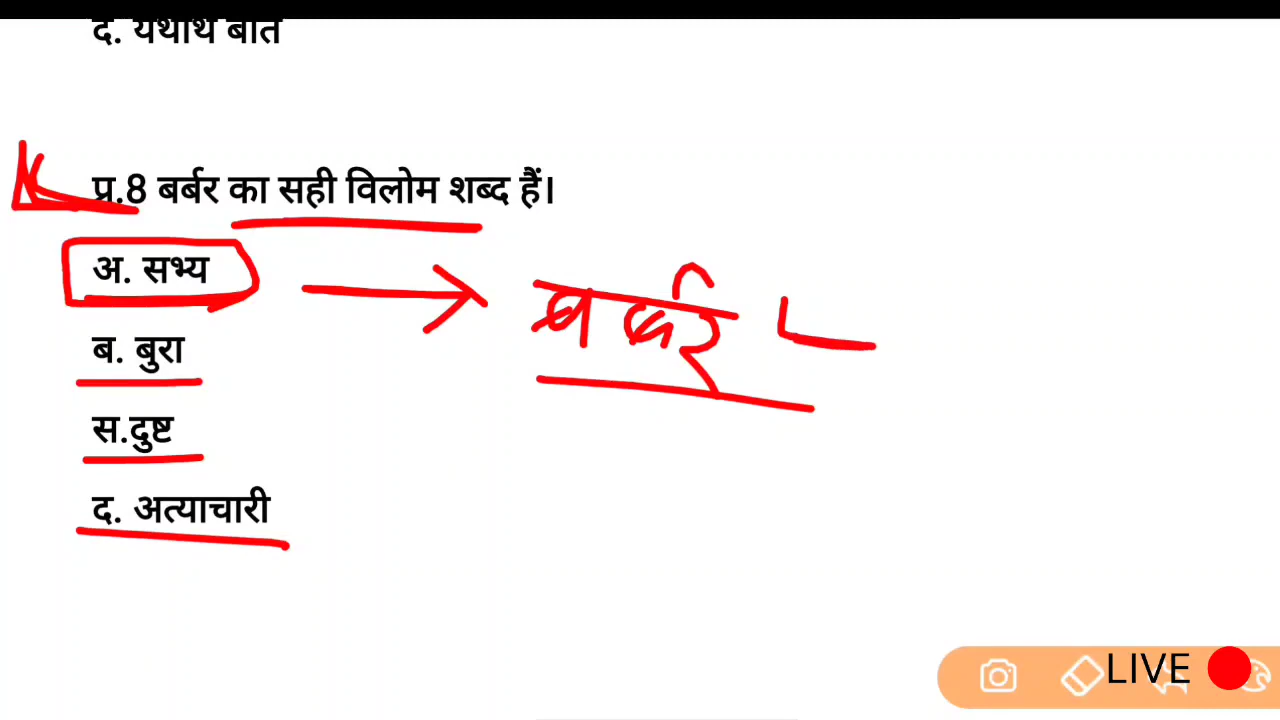 द. यथार्थ बात
प्र.8 बर्बर का सही विलोम शब्द हैं।
अ. सभ्य
बर्बर
ब. बुरा
स.दुष्ट
द. अत्याचारी
LIVE